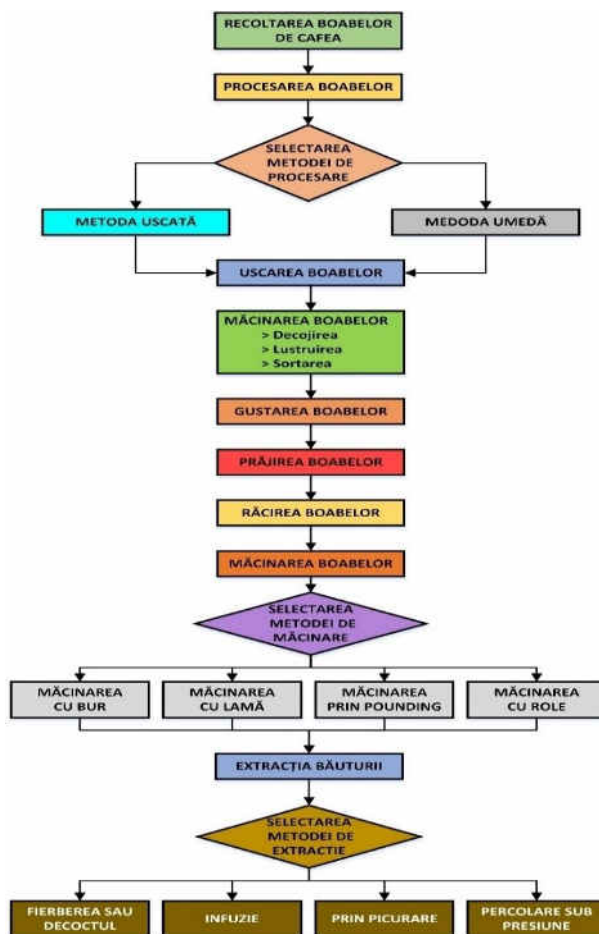 RECOLTAREA BOABELOR
DE CAFEA
PROCESAREA BOABELOR
SELECTAREA
METODEI DE
PROCESARE
METODA USCATĂ
MEDODA UMEDĂ
USCAREA BOABELOR
MĂCINAREA BOABELOR
> Decojirea
> Lustruirea
> Sortarea
GUSTAREA BOABELOR
PRĂJIREA BOABELOR
RĂCIREA BOABELOR
MĂCINAREA BOABELOR
SELECTAREA
METODEI DE
MĂCINARE
MĂCINAREA
CU BUR
MĂCINAREA
CU LAMĂ
MĂCINAREA
PRIN POUNDING
MĂCINAREA
CU ROLE
EXTRACȚIA BĂUTURII
SELECTAREA
METODEI DE
EXTRACTIE
FIERBEREA SAU
DECOCTUL
INFUZIE
PRIN PICURARE
PERCOLARE SUB
PRESIUNE